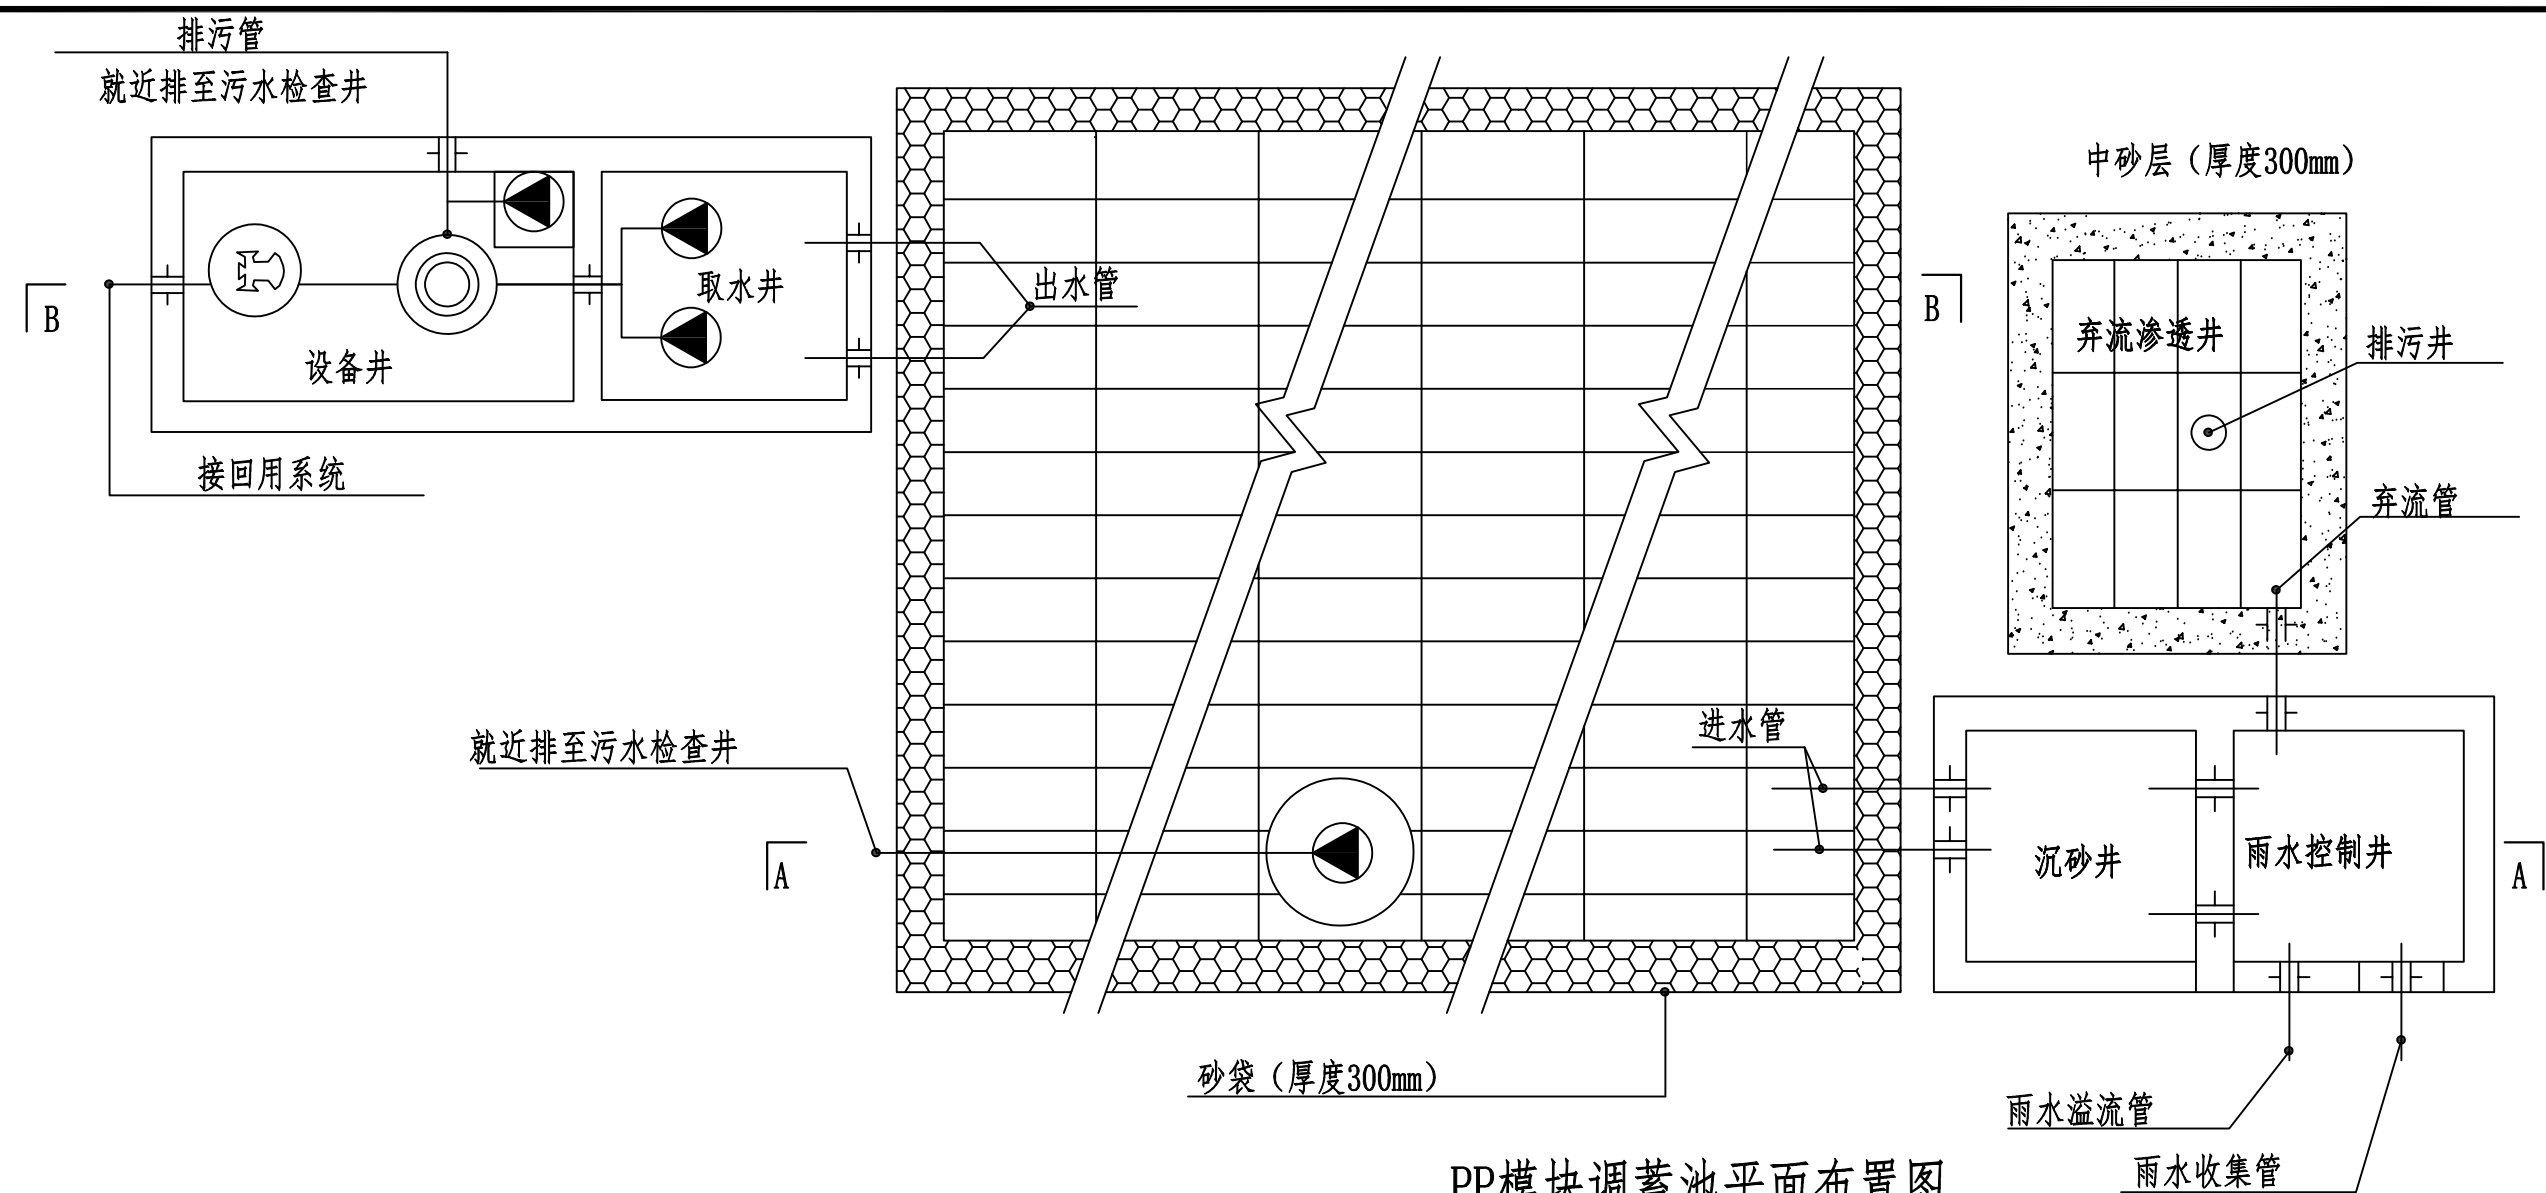 排污管
就近排至污水检查井
中砂层（厚度300mm）
取水井
出水管
B
B
设备井
弃流渗透井
排污井
接回用系统
弃流管
就近排至污水检查井
进水管
A
沉砂井
雨水控制井
A
砂袋（厚度300mm）
雨水溢流管
PP模块调蓄池平面布置图
雨水收集管